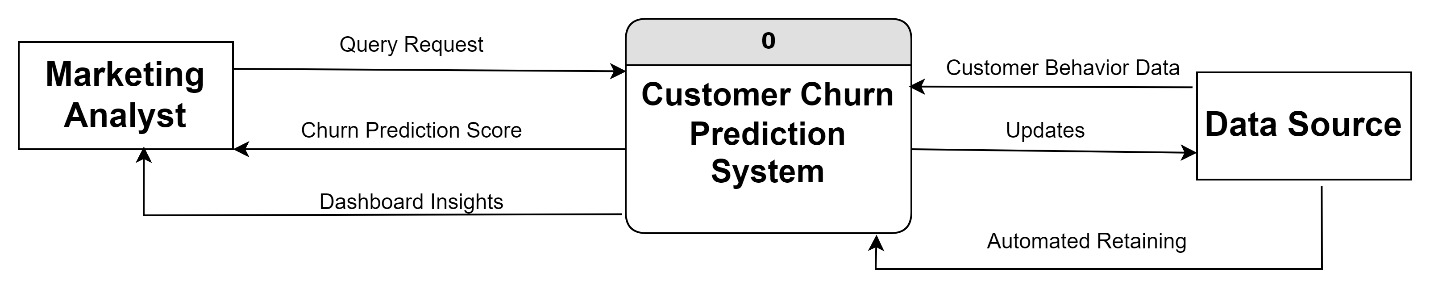 Marketing
Analyst
Query Request
Churn Prediction Score
Dashboard Insights
0
Customer Churn
Prediction
System
Customer Behavior Data
Updates
Automated Retaining
Data Source